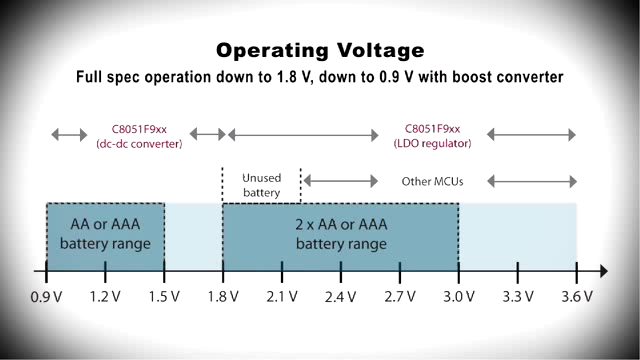 Operating Voltage
Full spec operation down to 1.8 V, down to 0.9 V with boost converter
C8051F9xx
(dc-dc converter)
C8051F9xx
(LDO regulator)
Unused
battery
Other MCUs
AA or AAA
battery range
2 x AA or AAA
battery range
0.9 V 1.2 V 1.5 V 1.8 V 2.1 V 2.4 V 2.7 V 3.0 V 3.3 V 3.6 V